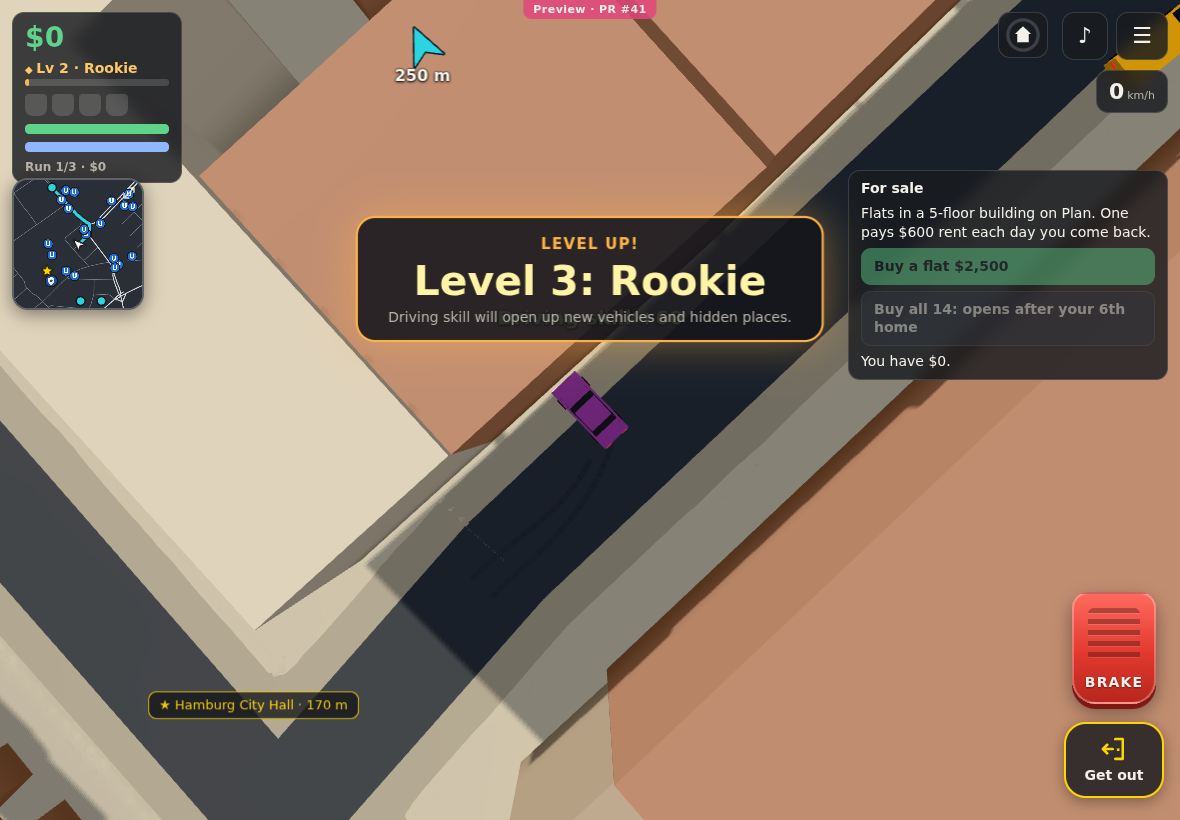 Preview · PR #41
$0
◆ Lv 2 · Rookie
Run 1/3 · $0
250 m
0 km/h
For sale
Flats in a 5-floor building on Plan. One
pays $600 rent each day you come back.
Buy a flat $2,500
Buy all 14: opens after your 6th
home
You have $0.
LEVEL UP!
Level 3: Rookie
Driving skill will open up new vehicles and hidden places.
★ Hamburg City Hall · 170 m
BRAKE
Get out